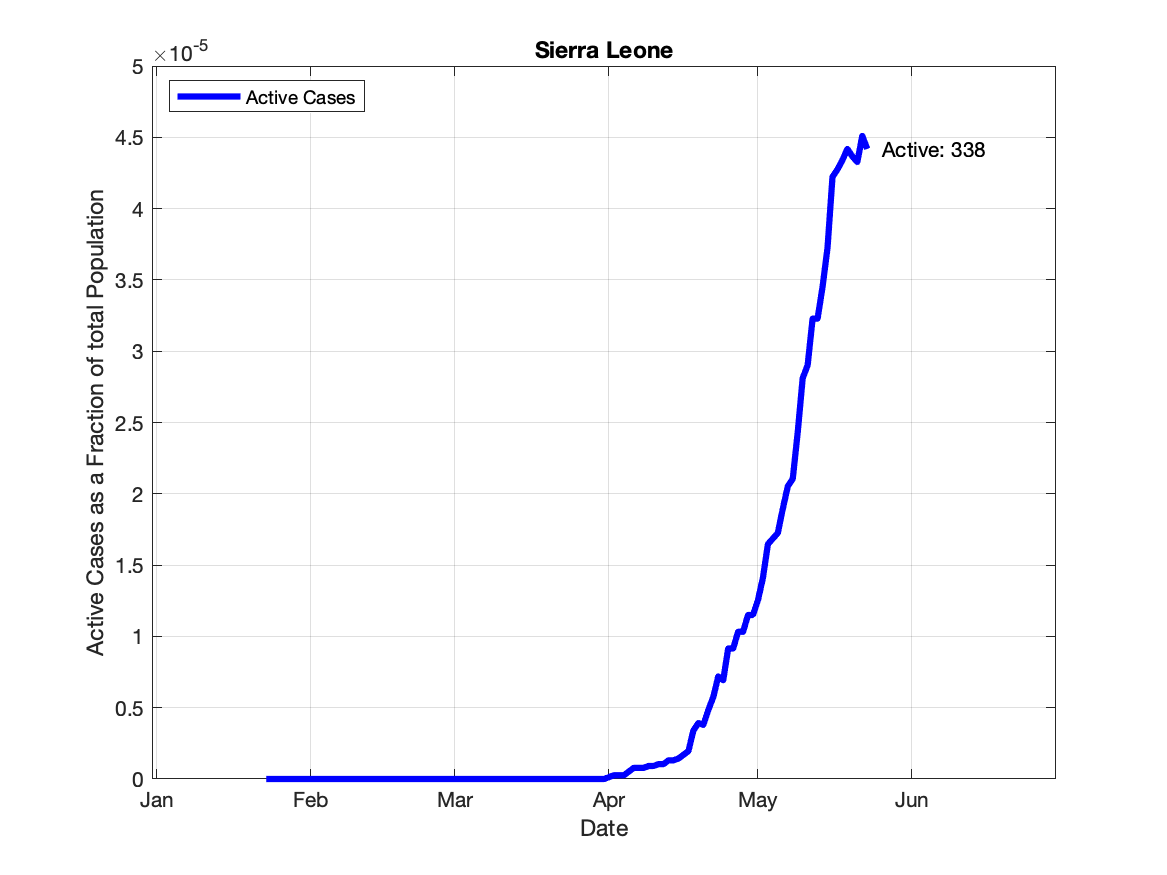 Sierra Leone
×10-5
5
4.5
4
3.5
3
2.5
2
1.5
1
0.5
0
Active Cases as a Fraction of total Population
Active Cases
Active: 338
Jan Feb Mar Apr May Jun
Date